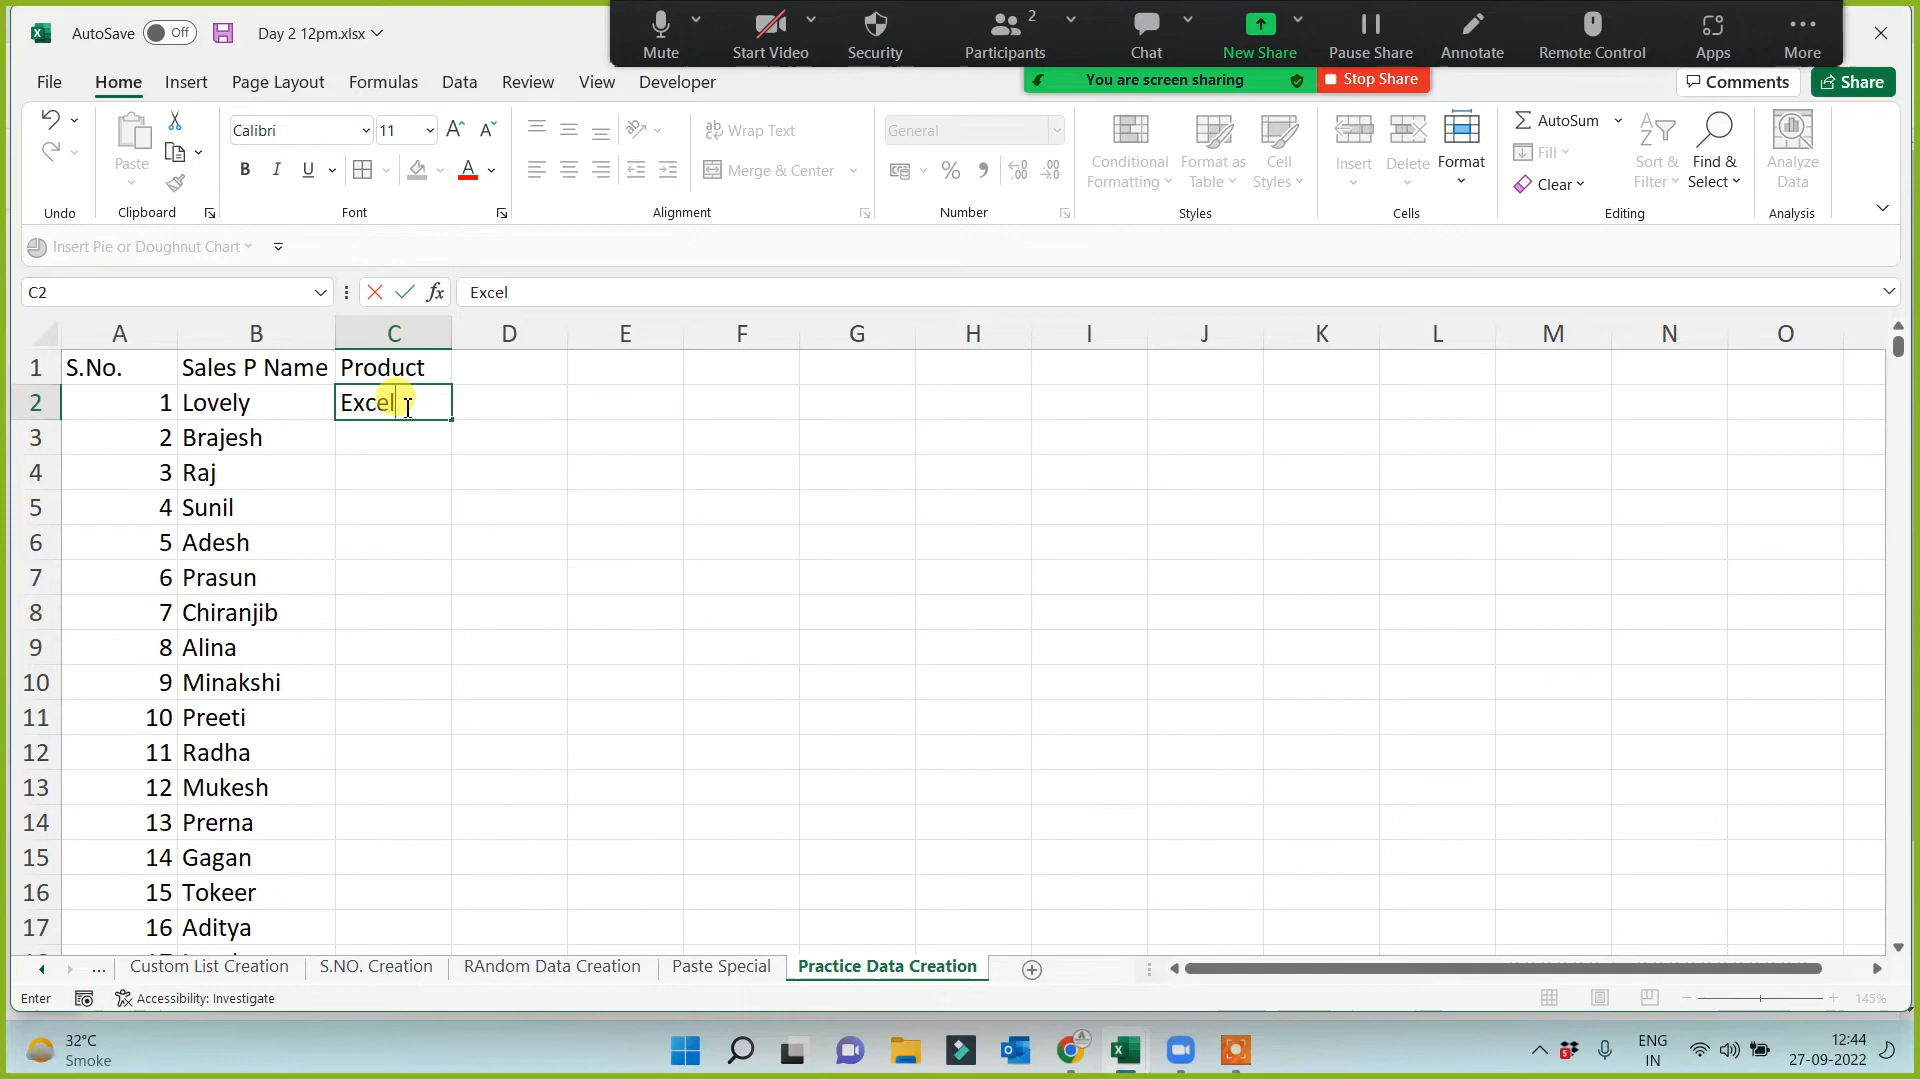 AutoSave Off Day 2 12pm.xlsx
Mute Start Video Security Participants 2 Chat New Share Pause Share Annotate Remote Control Apps More
You are screen sharing Stop Share
File Home Insert Page Layout Formulas Data Review View Developer Comments Share
Paste Calibri 11 Wrap Text General Conditional Formatting Format as Table Cell Styles Insert Delete Format AutoSum Sort & Filter Find & Select Analyze Data
B I U Merge & Center % Fill Clear
Undo Clipboard Font Alignment Number Styles Cells Editing Analysis
Insert Pie or Doughnut Chart
C2 fx Excel
A B C D E F G H I J K L M N O
1 S.No. Sales P Name Product
2 1 Lovely Excel
3 2 Brajesh
4 3 Raj
5 4 Sunil
6 5 Adesh
7 6 Prasun
8 7 Chiranjib
9 8 Alina
10 9 Minakshi
11 10 Preeti
12 11 Radha
13 12 Mukesh
14 13 Prerna
15 14 Gagan
16 15 Tokeer
17 16 Aditya
... Custom List Creation S.NO. Creation RAndom Data Creation Paste Special Practice Data Creation
Enter Accessibility: Investigate 145%
32°C
Smoke
ENG
IN
12:44
27-09-2022